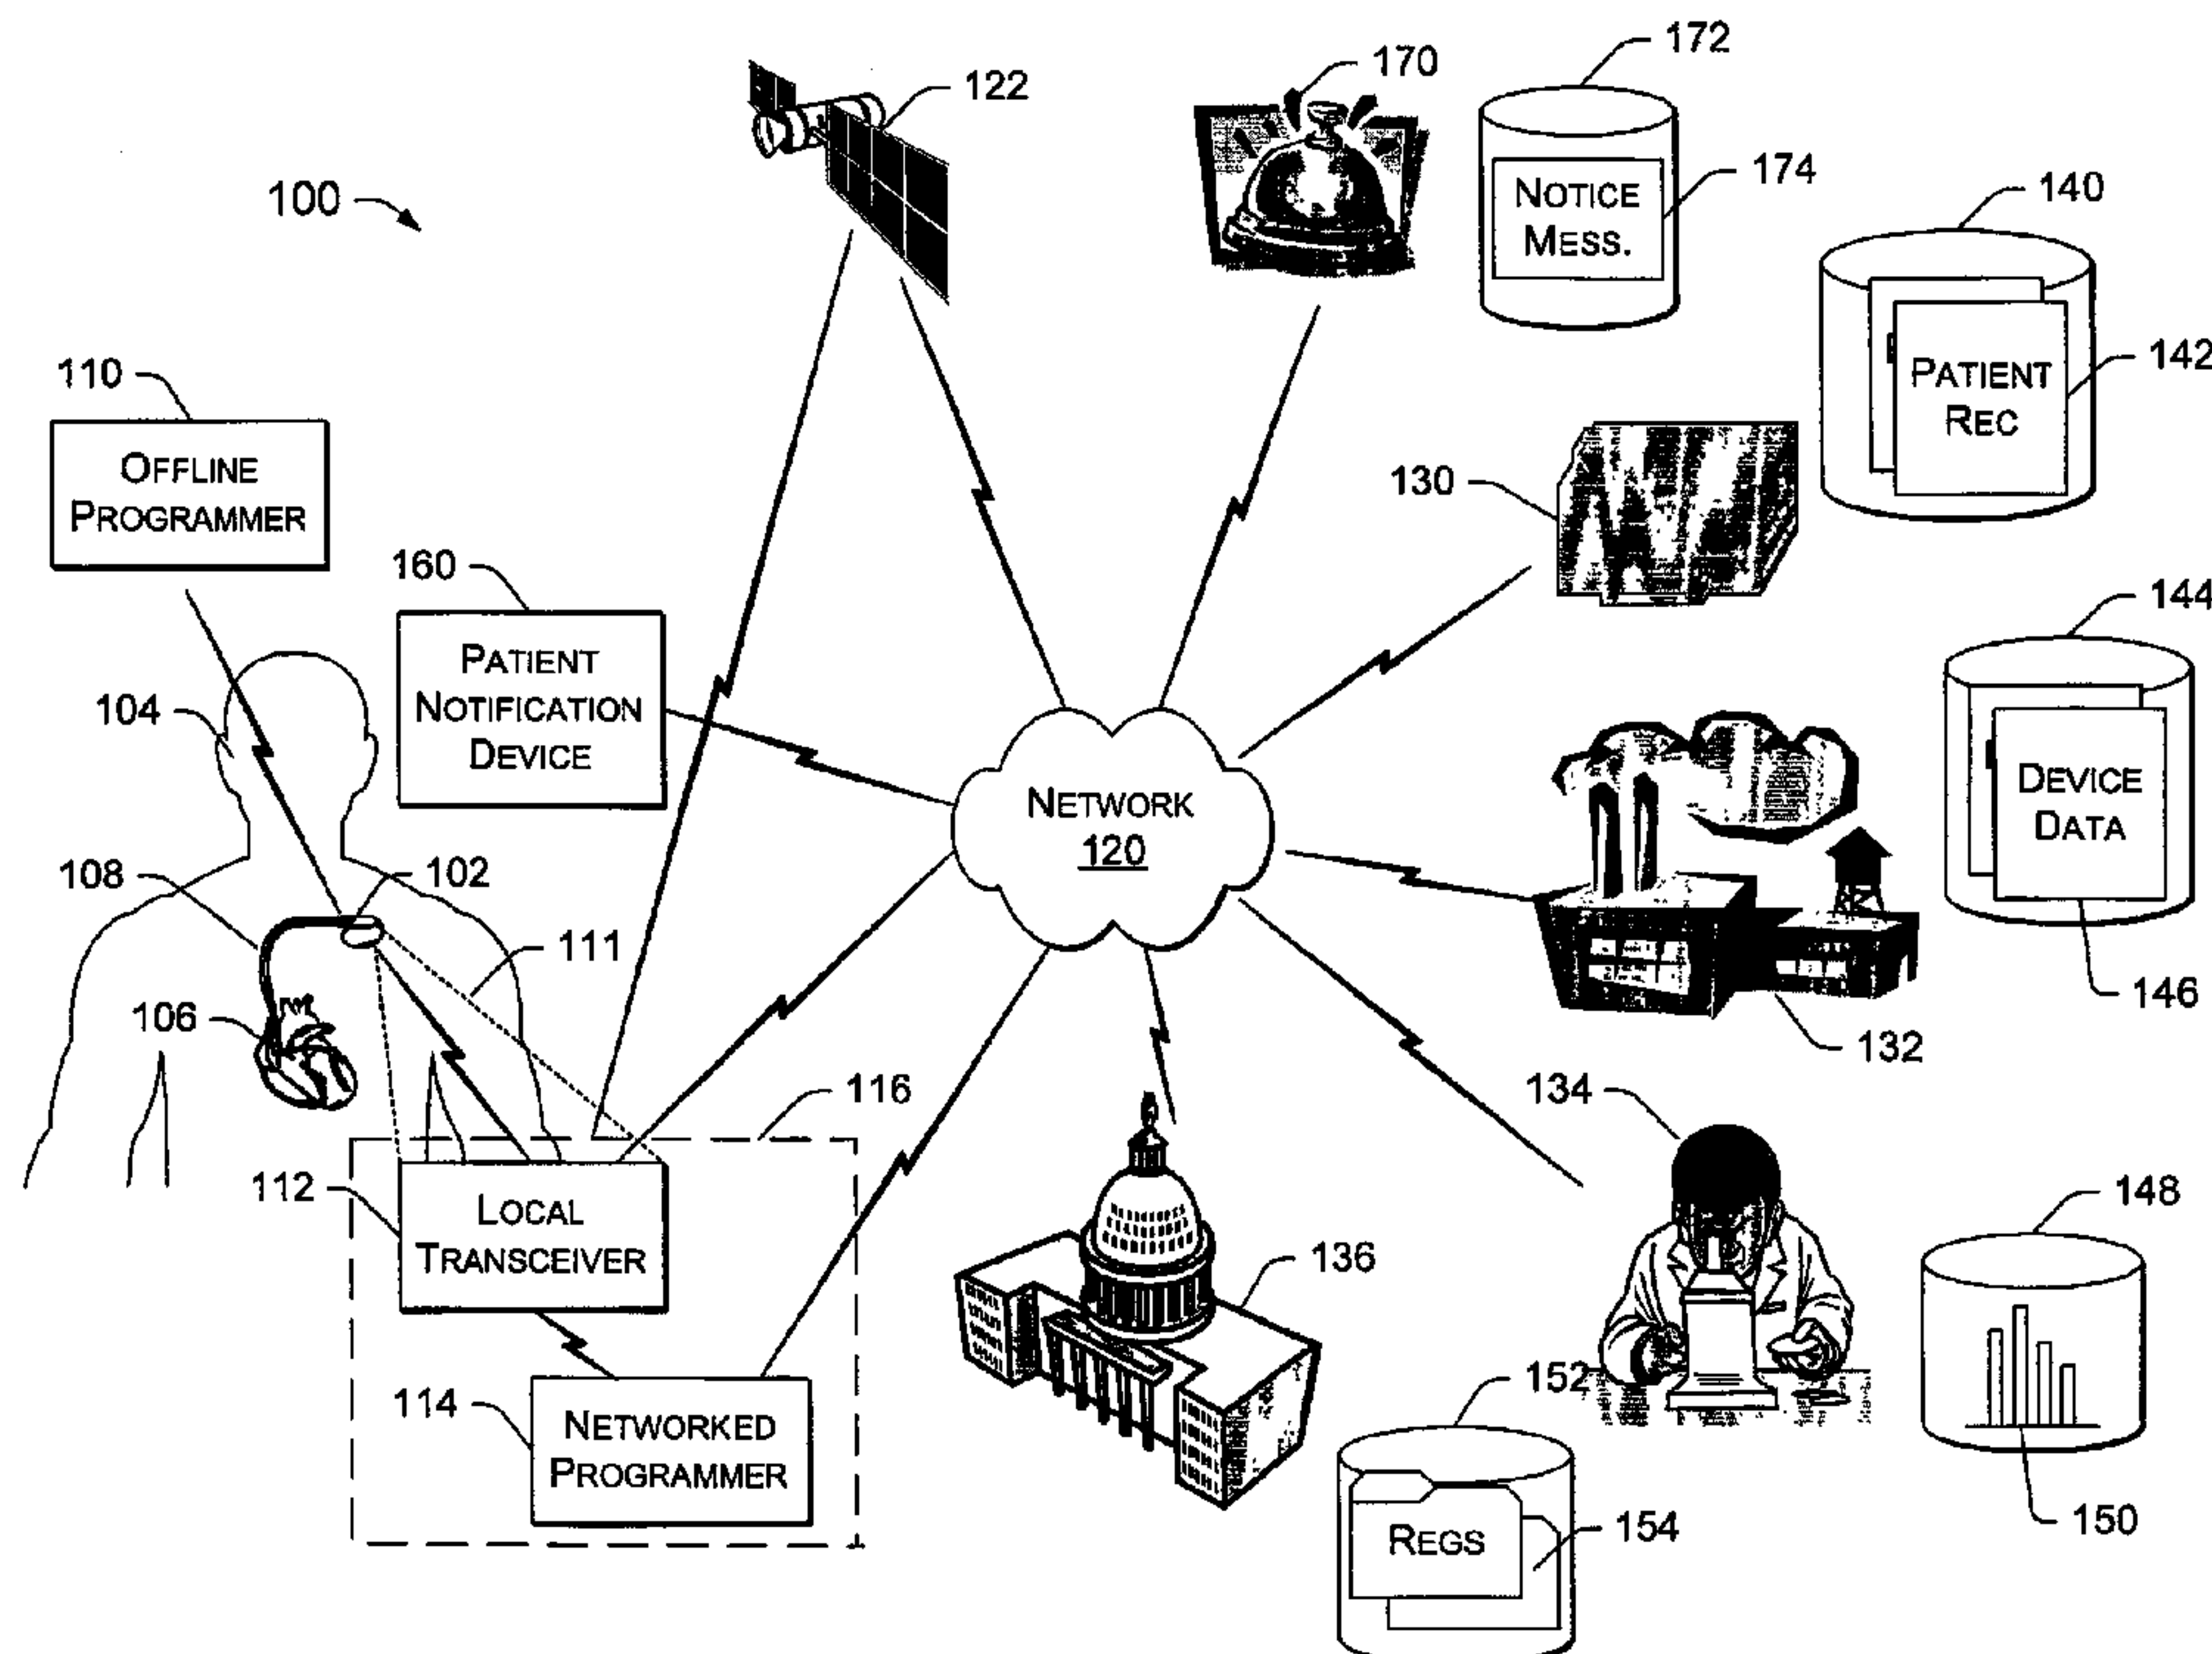 100
122
170
172
NOTICE
MESS.
174
140
PATIENT
REC
142
110
OFFLINE
PROGRAMMER
130
160
PATIENT
NOTIFICATION
DEVICE
144
DEVICE
DATA
146
104
NETWORK
120
108
102
111
106
132
116
134
112
LOCAL
TRANSCEIVER
136
148
150
114
NETWORKED
PROGRAMMER
152
REGS
154